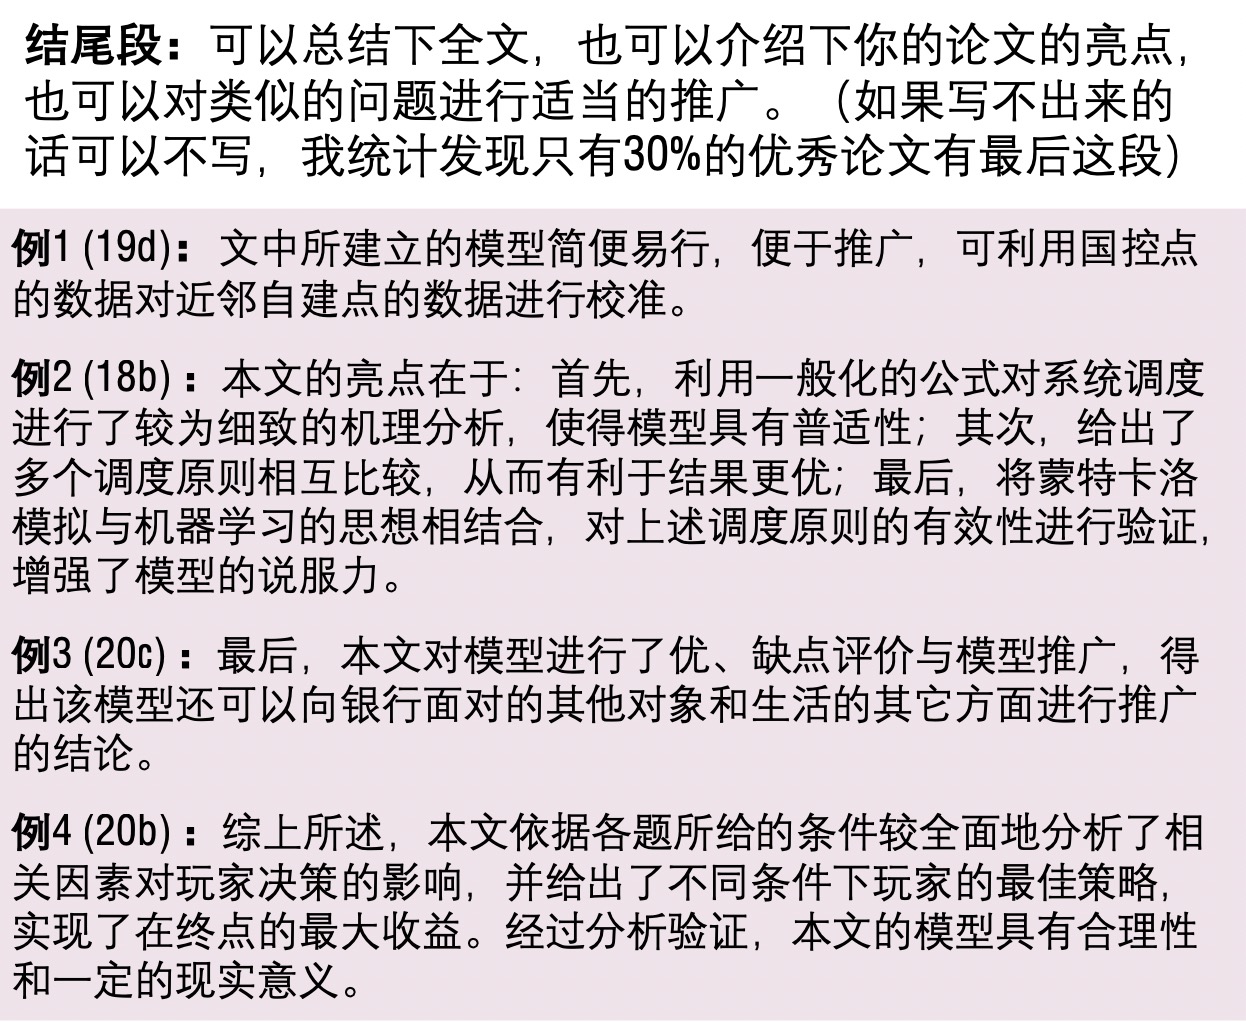 结尾段：可以总结下全文，也可以介绍下你的论文的亮点，
也可以对类似的问题进行适当的推广。（如果写不出来的
话可以不写，我统计发现只有30%的优秀论文有最后这段）
例1 (19d)：文中所建立的模型简便易行，便于推广，可利用国控点
的数据对近邻自建点的数据进行校准。
例2 (18b)：本文的亮点在于：首先，利用一般化的公式对系统调度
进行了较为细致的机理分析，使得模型具有普适性；其次，给出了
多个调度原则相互比较，从而有利于结果更优；最后，将蒙特卡洛
模拟与机器学习的思想相结合，对上述调度原则的有效性进行验证，
增强了模型的说服力。
例3 (20c)：最后，本文对模型进行了优、缺点评价与模型推广，得
出该模型还可以向银行面对的其他对象和生活的其它方面进行推广
的结论。
例4 (20b)：综上所述，本文依据各题所给的条件较全面地分析了相
关因素对玩家决策的影响，并给出了不同条件下玩家的最佳策略，
实现了在终点的最大收益。经过分析验证，本文的模型具有合理性
和一定的现实意义。